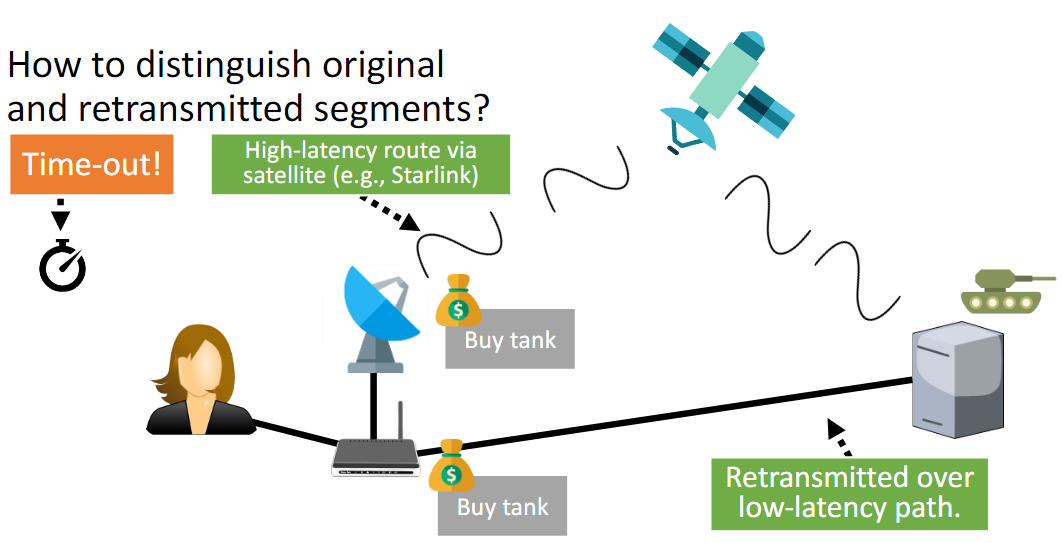 How to distinguish original
and retransmitted segments?
Time-out!
High-latency route via
satellite (e.g., Starlink)
$
Buy tank
$
Buy tank
Retransmitted over
low-latency path.